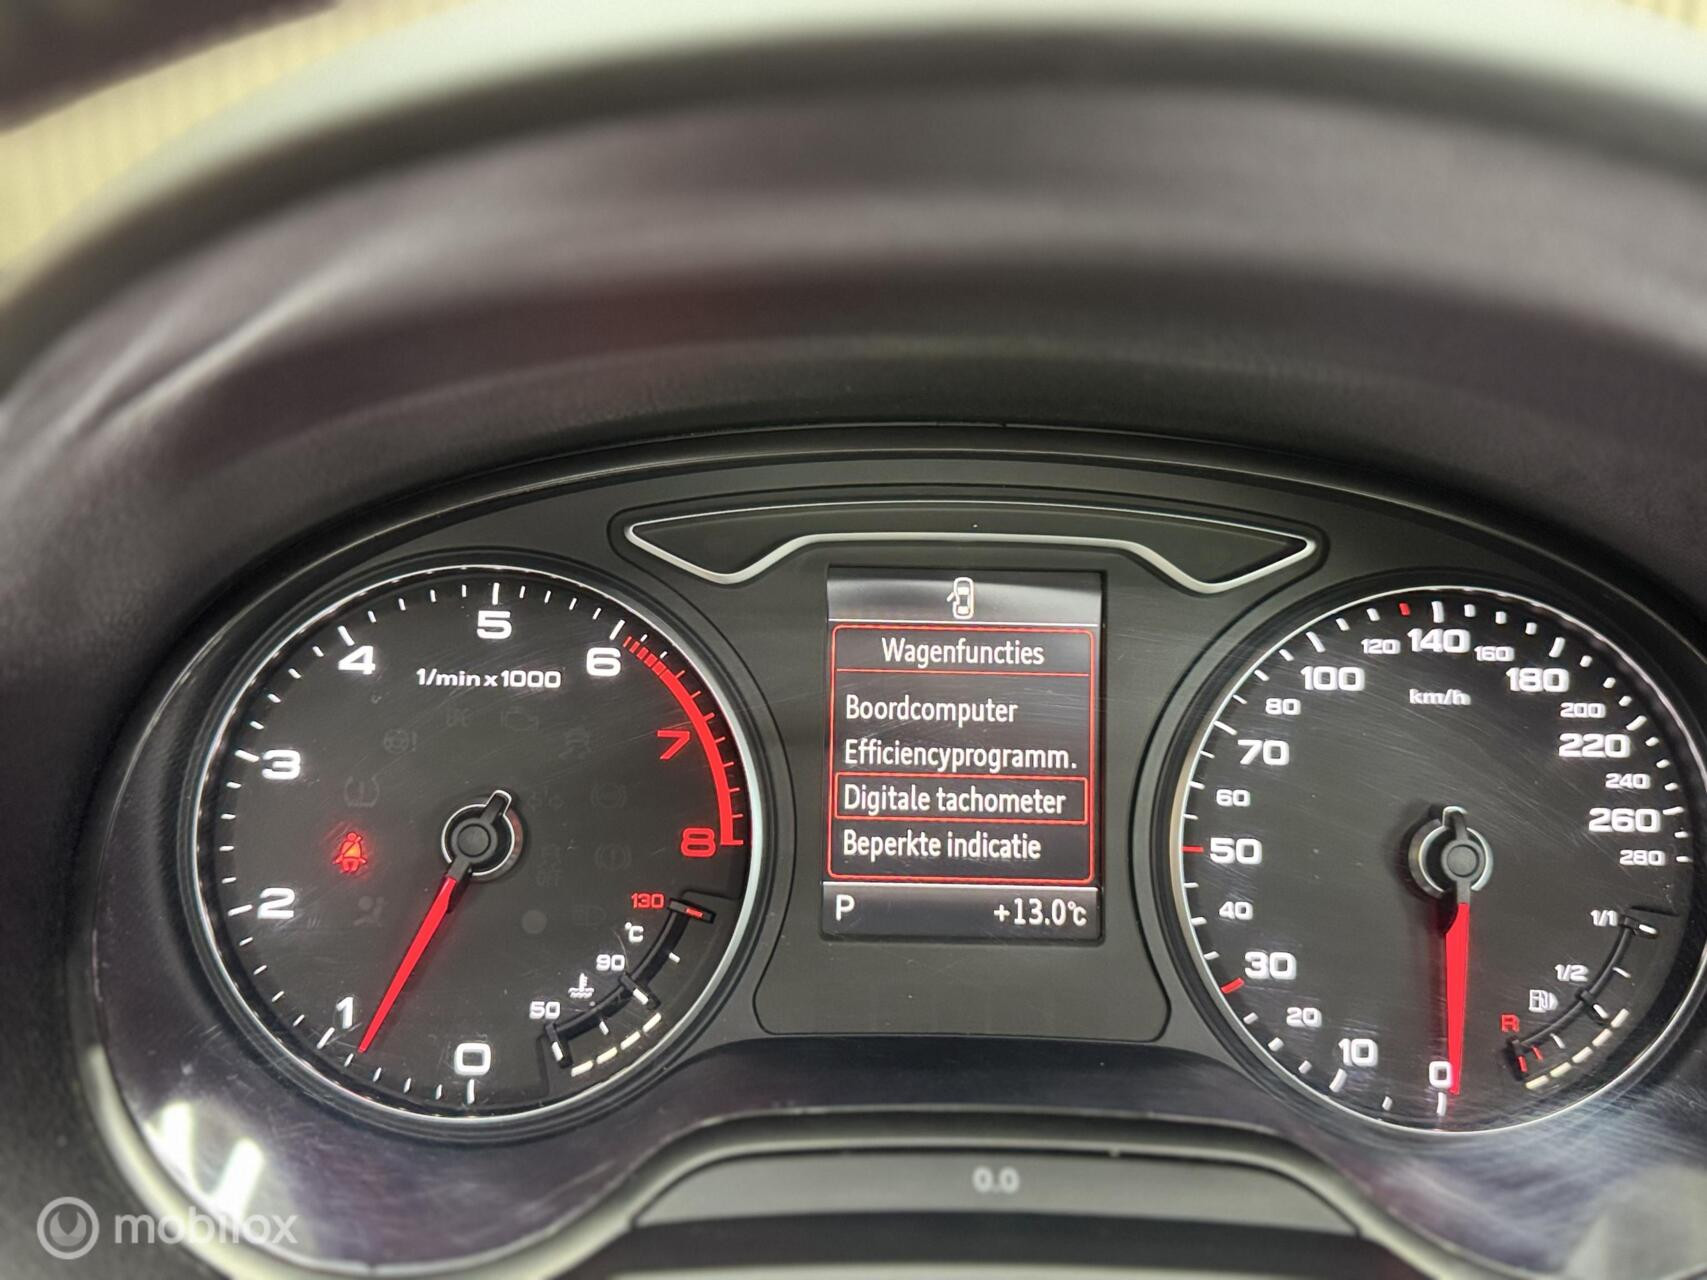 5
4
6
1/min x 1000
7
3
8
2
130
°C
90
50
1
0
Wagenfuncties
Boordcomputer
Efficiencyprogramm.
Digitale tachometer
Beperkte indicatie
P +13.0°C
120 140 160
100 180
km/h
80 200
70 220
60 240
50 260
280
40 1/1
30 1/2
20 R
10
0
0.0
mobilox